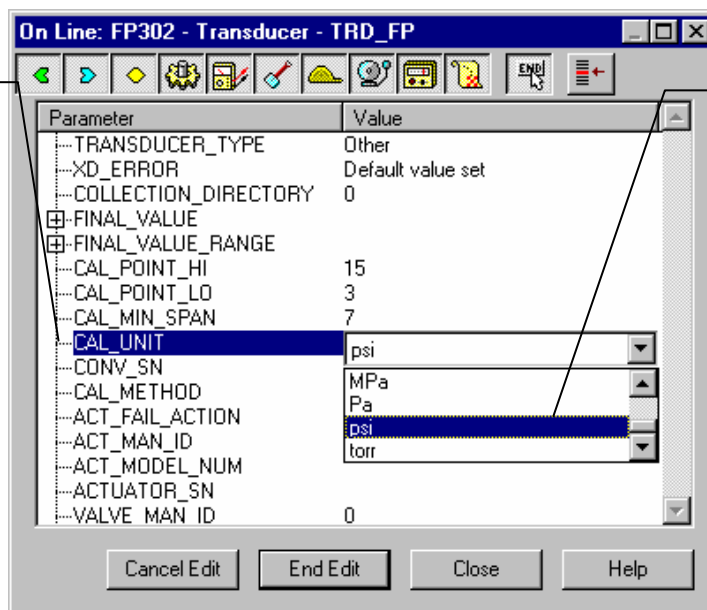 On Line: FP302 - Transducer - TRD_FP
END
Parameter Value
TRANSDUCER_TYPE Other
XD_ERROR Default value set
COLLECTION_DIRECTORY 0
FINAL_VALUE
FINAL_VALUE_RANGE
CAL_POINT_HI 15
CAL_POINT_LO 3
CAL_MIN_SPAN 7
CAL_UNIT psi
CONV_SN MPa
CAL_METHOD Pa
ACT_FAIL_ACTION psi
ACT_MAN_ID torr
ACT_MODEL_NUM
ACTUATOR_SN
VALVE_MAN_ID 0
Cancel Edit End Edit Close Help